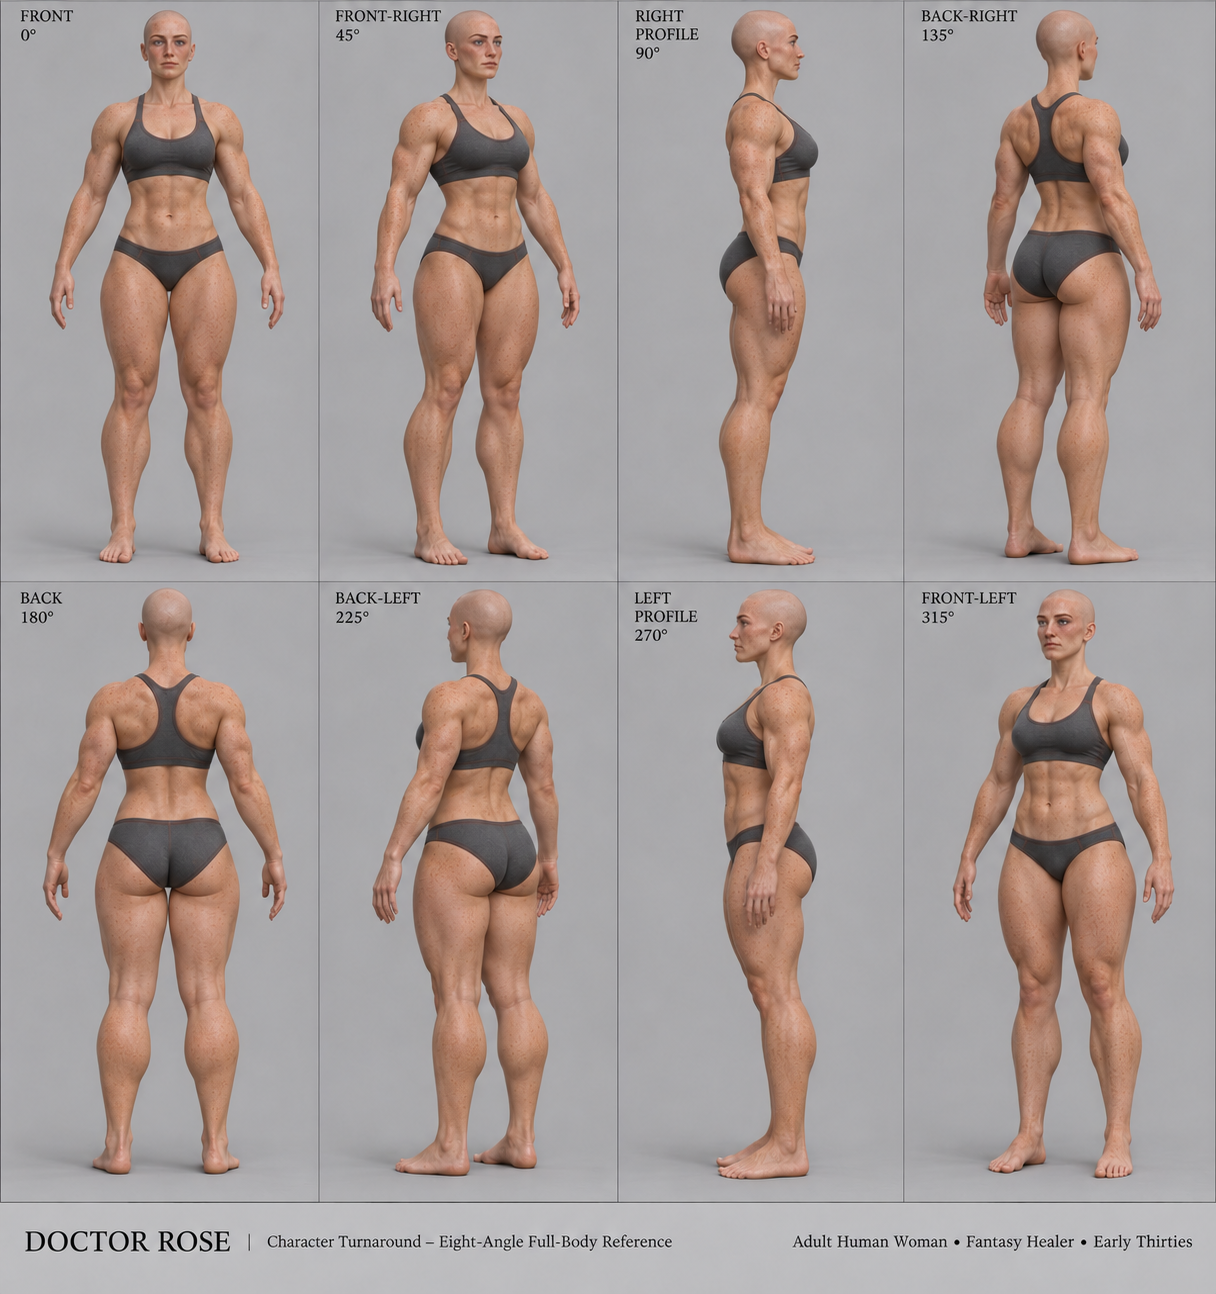 FRONT
0°
FRONT-RIGHT
45°
RIGHT
PROFILE
90°
BACK-RIGHT
135°
BACK
180°
BACK-LEFT
225°
LEFT
PROFILE
270°
FRONT-LEFT
315°
DOCTOR ROSE | Character Turnaround – Eight-Angle Full-Body Reference
Adult Human Woman • Fantasy Healer • Early Thirties